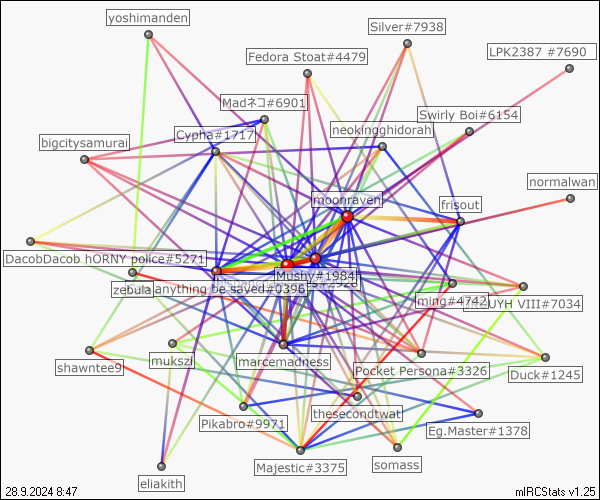 yoshimanden
Silver#7938
Fedora Stoat#4479
LPK2387 #7690
Madネコ#6901
Swirly Boi#6154
Cypha#1717
neokingghidorah
bigcitysamurai
normalwan
moonraven
frisout
DacobDacob hORNY police#5271
Mushy#1984
zebula
anything be saved#0396
ming#4742
UYH VIII#7034
marcemadness
mukszi
shawntee9
Pocket Persona#3326
Duck#1245
thesecondtwat
Pikabro#9971
Eg.Master#1378
Majestic#3375
somass
eliakith
28.9.2024 8:47
mIRCStats v1.25